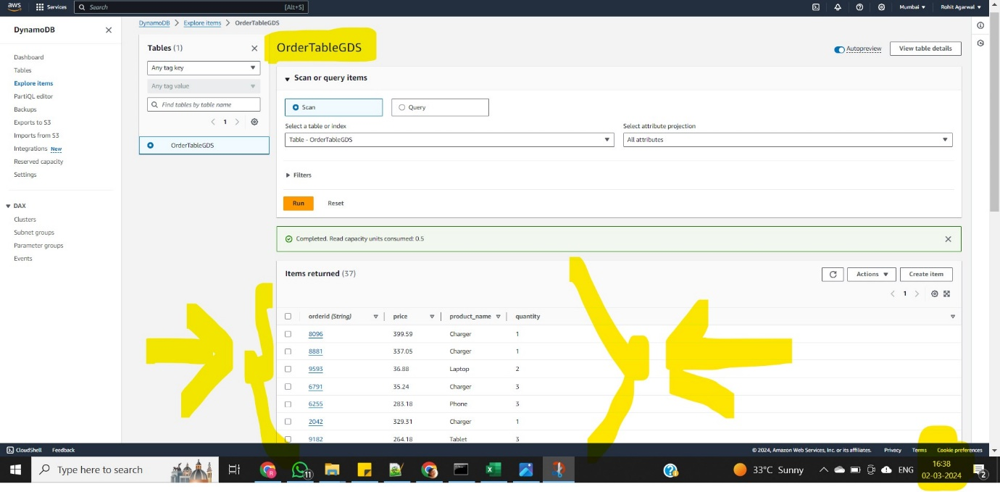 aws Services Search [Alt+S] Mumbai Rohit Agarwal
DynamoDB
Dashboard
Tables
Explore items
PartiQL editor
Backups
Exports to S3
Imports from S3
Integrations New
Reserved capacity
Settings
DAX
Clusters
Subnet groups
Parameter groups
Events
DynamoDB > Explore items > OrderTableGDS
Tables (1)
Any tag key
Any tag value
Find tables by table name
1
OrderTableGDS
OrderTableGDS
Autopreview View table details
Scan or query items
Scan Query
Select a table or index Select attribute projection
Table - OrderTableGDS All attributes
Filters
Run Reset
Completed. Read capacity units consumed: 0.5
Items returned (37) Actions Create item
1
orderid (String) price product_name quantity
8096 399.59 Charger 1
8881 337.05 Charger 1
9593 36.88 Laptop 2
6791 35.24 Charger 3
6255 283.18 Phone 3
2042 329.31 Charger 1
9182 264.18 Tablet 3
CloudShell Feedback © 2024, Amazon Web Services, Inc. or its affiliates. Privacy Terms Cookie preferences
Type here to search 11 33°C Sunny ENG 16:38 2
02-03-2024